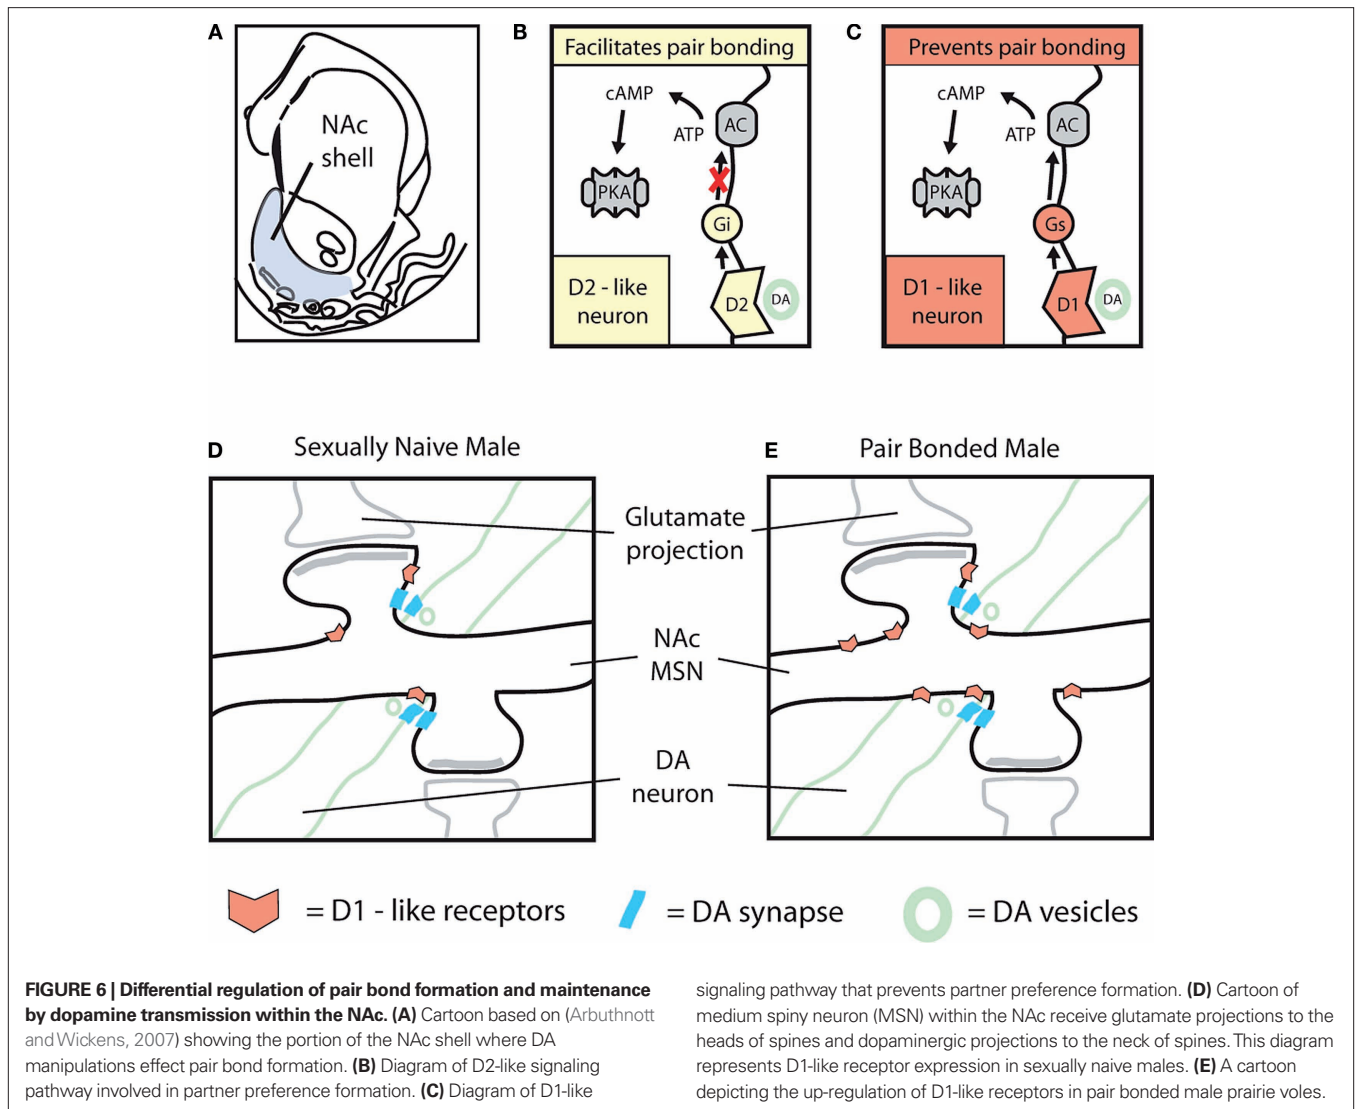 A
NAc
shell
B
Facilitates pair bonding
cAMP
ATP
AC
PKA
Gi
D2 - like
neuron
D2
DA
C
Prevents pair bonding
cAMP
ATP
AC
PKA
Gs
D1 - like
neuron
D1
DA
D
Sexually Naive Male
E
Pair Bonded Male
Glutamate
projection
NAc
MSN
DA
neuron
= D1 - like receptors
= DA synapse
= DA vesicles
FIGURE 6 | Differential regulation of pair bond formation and maintenance
by dopamine transmission within the NAc. (A) Cartoon based on (Arbuthnott
and Wickens, 2007) showing the portion of the NAc shell where DA
manipulations effect pair bond formation. (B) Diagram of D2-like signaling
pathway involved in partner preference formation. (C) Diagram of D1-like
signaling pathway that prevents partner preference formation. (D) Cartoon of
medium spiny neuron (MSN) within the NAc receive glutamate projections to the
heads of spines and dopaminergic projections to the neck of spines. This diagram
represents D1-like receptor expression in sexually naive males. (E) A cartoon
depicting the up-regulation of D1-like receptors in pair bonded male prairie voles.